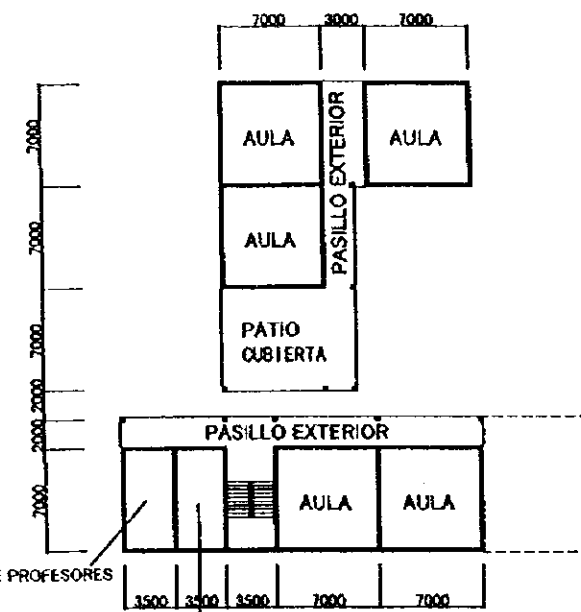 7000 3000 7000
7000
AULA
PASILLO EXTERIOR
AULA
7000
AULA
7000
PATIO
CUBIERTA
2000
2000
PASILLO EXTERIOR
7000
AULA
AULA
E PROFESORES
3500 3500 3500 7000 7000